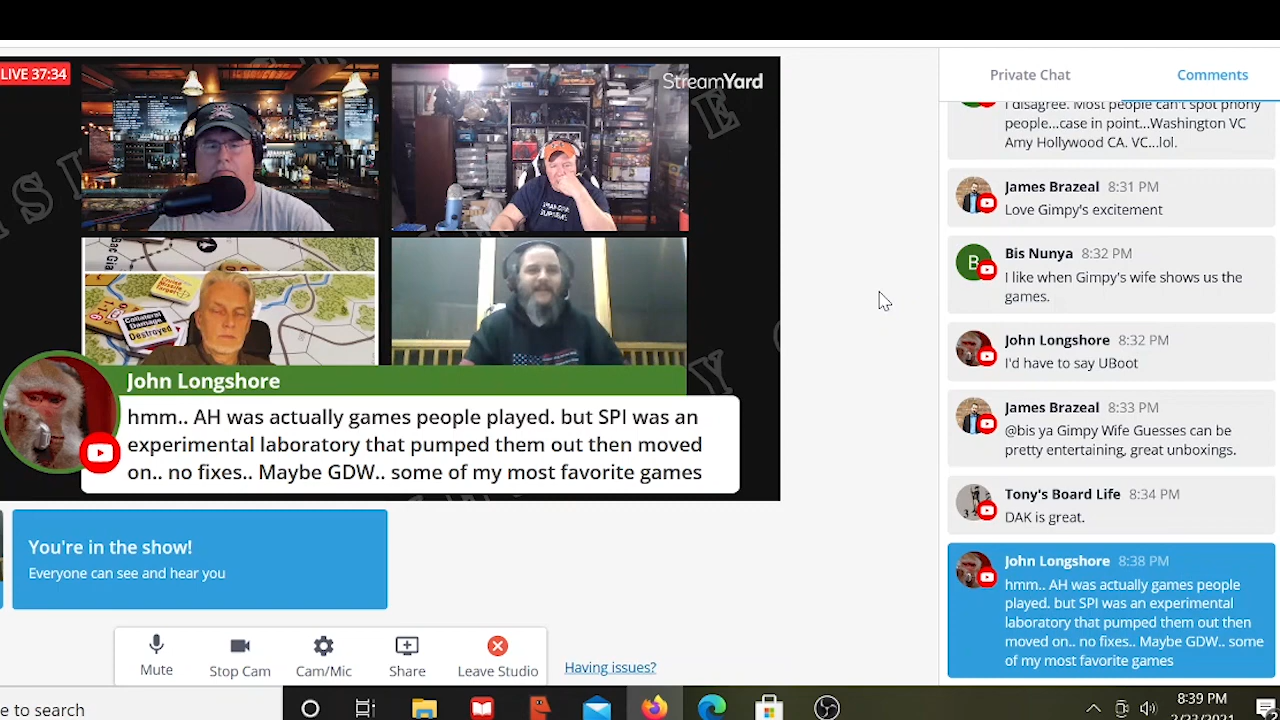 LIVE 37:34
StreamYard
Cruise
Missile
Target
Collateral
Damage
Destroyed
John Longshore
hmm.. AH was actually games people played. but SPI was an
experimental laboratory that pumped them out then moved
on.. no fixes.. Maybe GDW.. some of my most favorite games
You're in the show!
Everyone can see and hear you
Mute
Stop Cam
Cam/Mic
Share
Leave Studio
Having issues?
Private Chat
Comments
I disagree. Most people can't spot phony
people...case in point...Washington VC
Amy Hollywood CA. VC...lol.
James Brazeal 8:31 PM
Love Gimpy's excitement
B
Bis Nunya 8:32 PM
I like when Gimpy's wife shows us the
games.
John Longshore 8:32 PM
I'd have to say UBoot
James Brazeal 8:33 PM
@bis ya Gimpy Wife Guesses can be
pretty entertaining, great unboxings.
Tony's Board Life 8:34 PM
DAK is great.
John Longshore 8:38 PM
hmm.. AH was actually games people
played. but SPI was an experimental
laboratory that pumped them out then
moved on.. no fixes.. Maybe GDW.. some
of my most favorite games
e to search
8:39 PM
2/23/2021